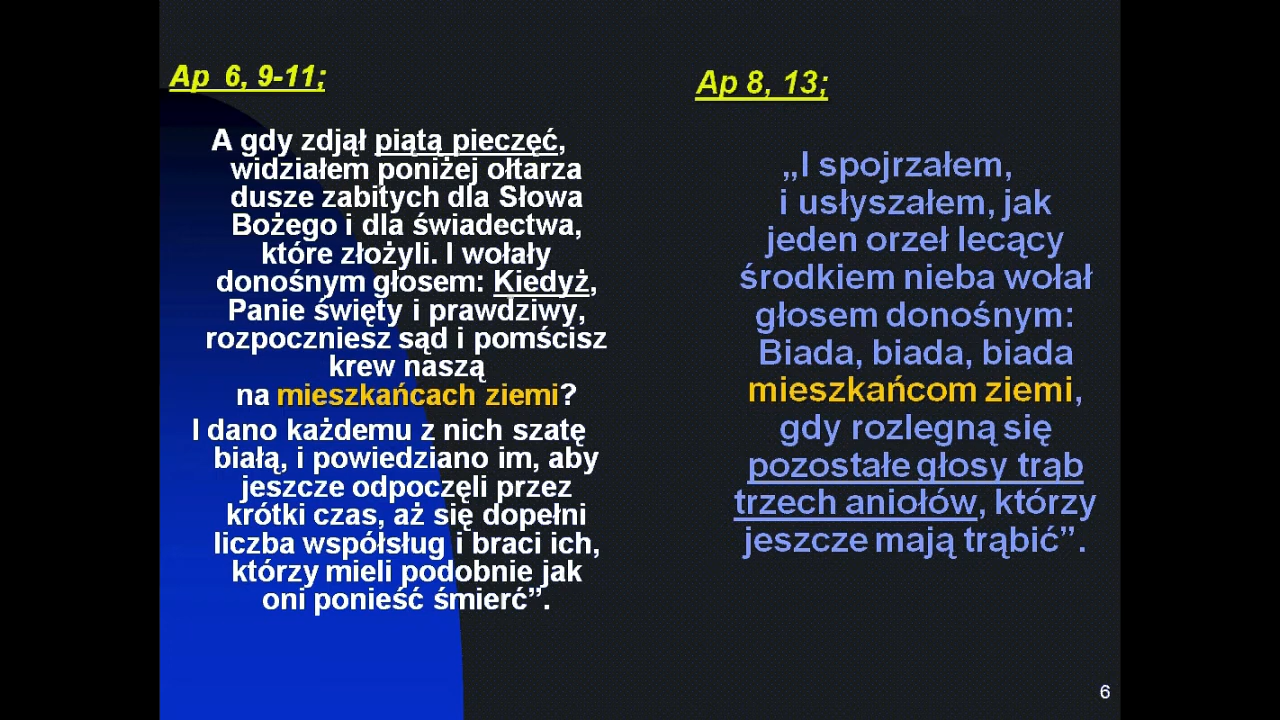 Ap 6, 9-11;
A gdy zdjął piątą pieczęć,
widziałem poniżej ołtarza
dusze zabitych dla Słowa
Bożego i dla świadectwa,
które złożyli. I wołały
donośnym głosem: Kiedyż,
Panie święty i prawdziwy,
rozpoczniesz sąd i pomścisz
krew naszą
na mieszkańcach ziemi?
I dano każdemu z nich szatę
białą, i powiedziano im, aby
jeszcze odpoczęli przez
krótki czas, aż się dopełni
liczba współsług i braci ich,
którzy mieli podobnie jak
oni ponieść śmierć”.
Ap 8, 13;
„I spojrzałem,
i usłyszałem, jak
jeden orzeł lecący
środkiem nieba wołał
głosem donośnym:
Biada, biada, biada
mieszkańcom ziemi,
gdy rozlegną się
pozostałe głosy trąb
trzech aniołów, którzy
jeszcze mają trąbić”.
6